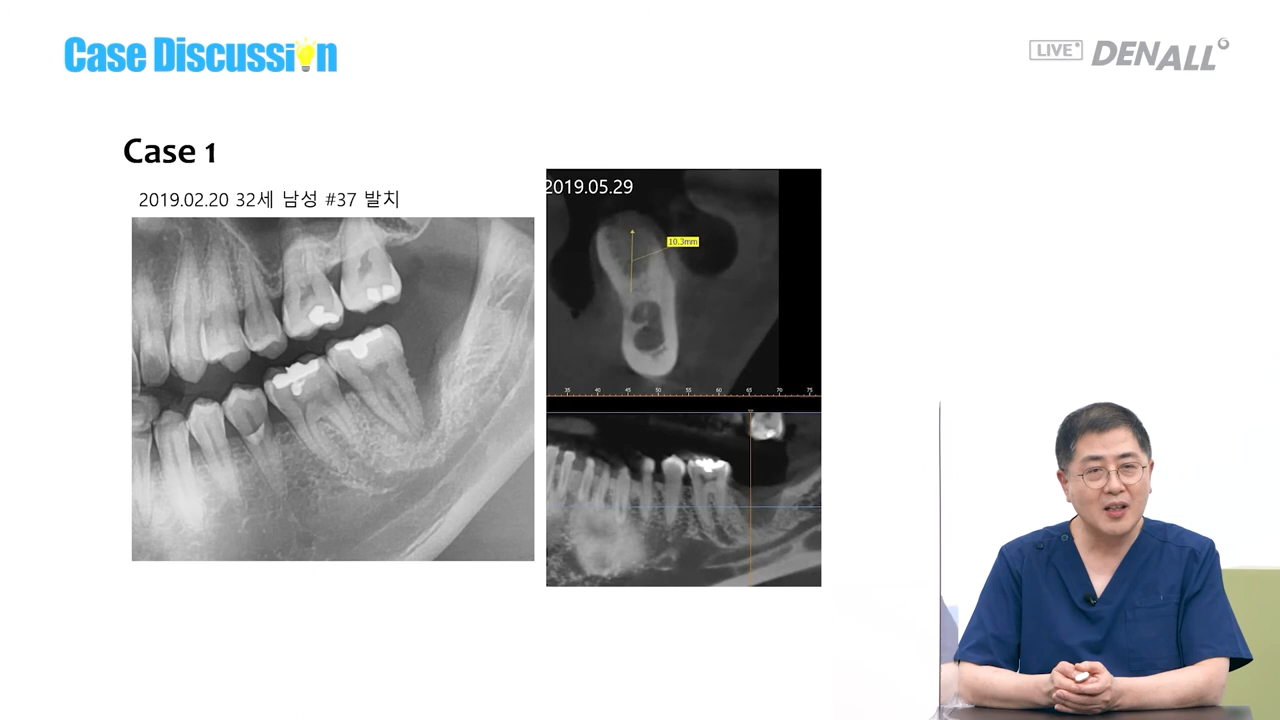 Case Discussion
LIVE DENALL
Case 1
2019.02.20 32세 남성 #37 발치
2019.05.29
10.3mm
35 40 45 50 55 60 65 70 75